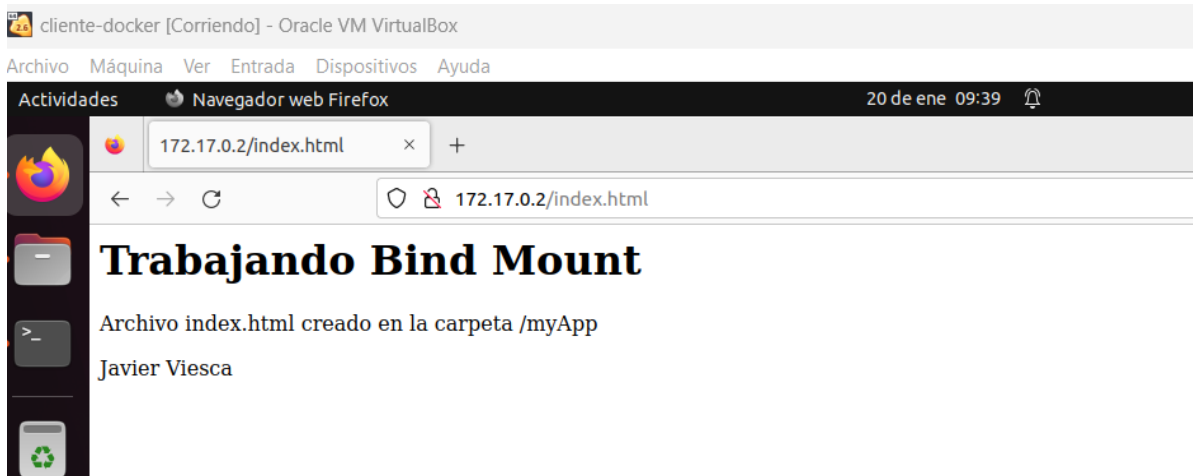 cliente-docker [Corriendo] - Oracle VM VirtualBox
Archivo Máquina Ver Entrada Dispositivos Ayuda
Actividades Navegador web Firefox 20 de ene 09:39
172.17.0.2/index.html × +
172.17.0.2/index.html
Trabajando Bind Mount
Archivo index.html creado en la carpeta /myApp
Javier Viesca